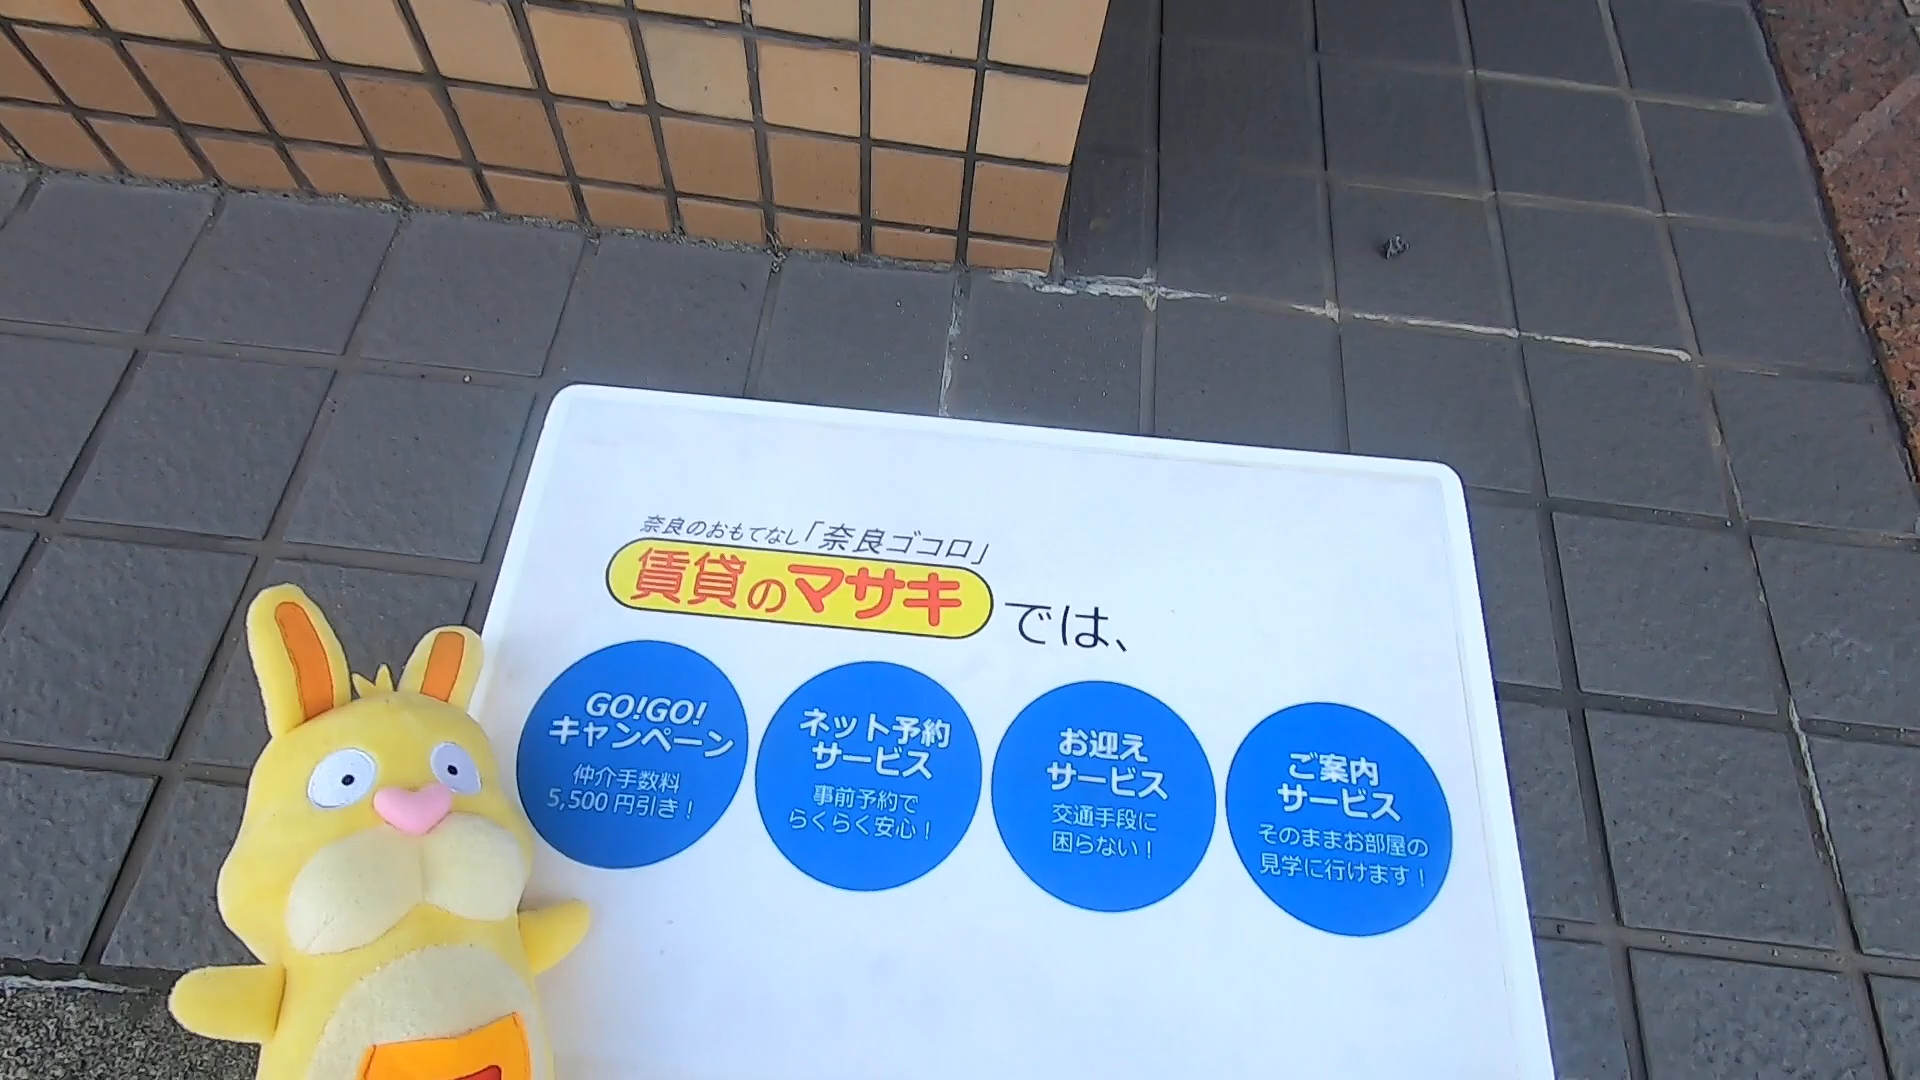 奈良のおもてなし「奈良ゴコロ」
賃貸のマサキでは、
GO!GO!
キャンペーン
仲介手数料
5,500円引き！
ネット予約
サービス
事前予約で
らくらく安心！
お迎え
サービス
交通手段に
困らない！
ご案内
サービス
そのままお部屋の
見学に行けます！